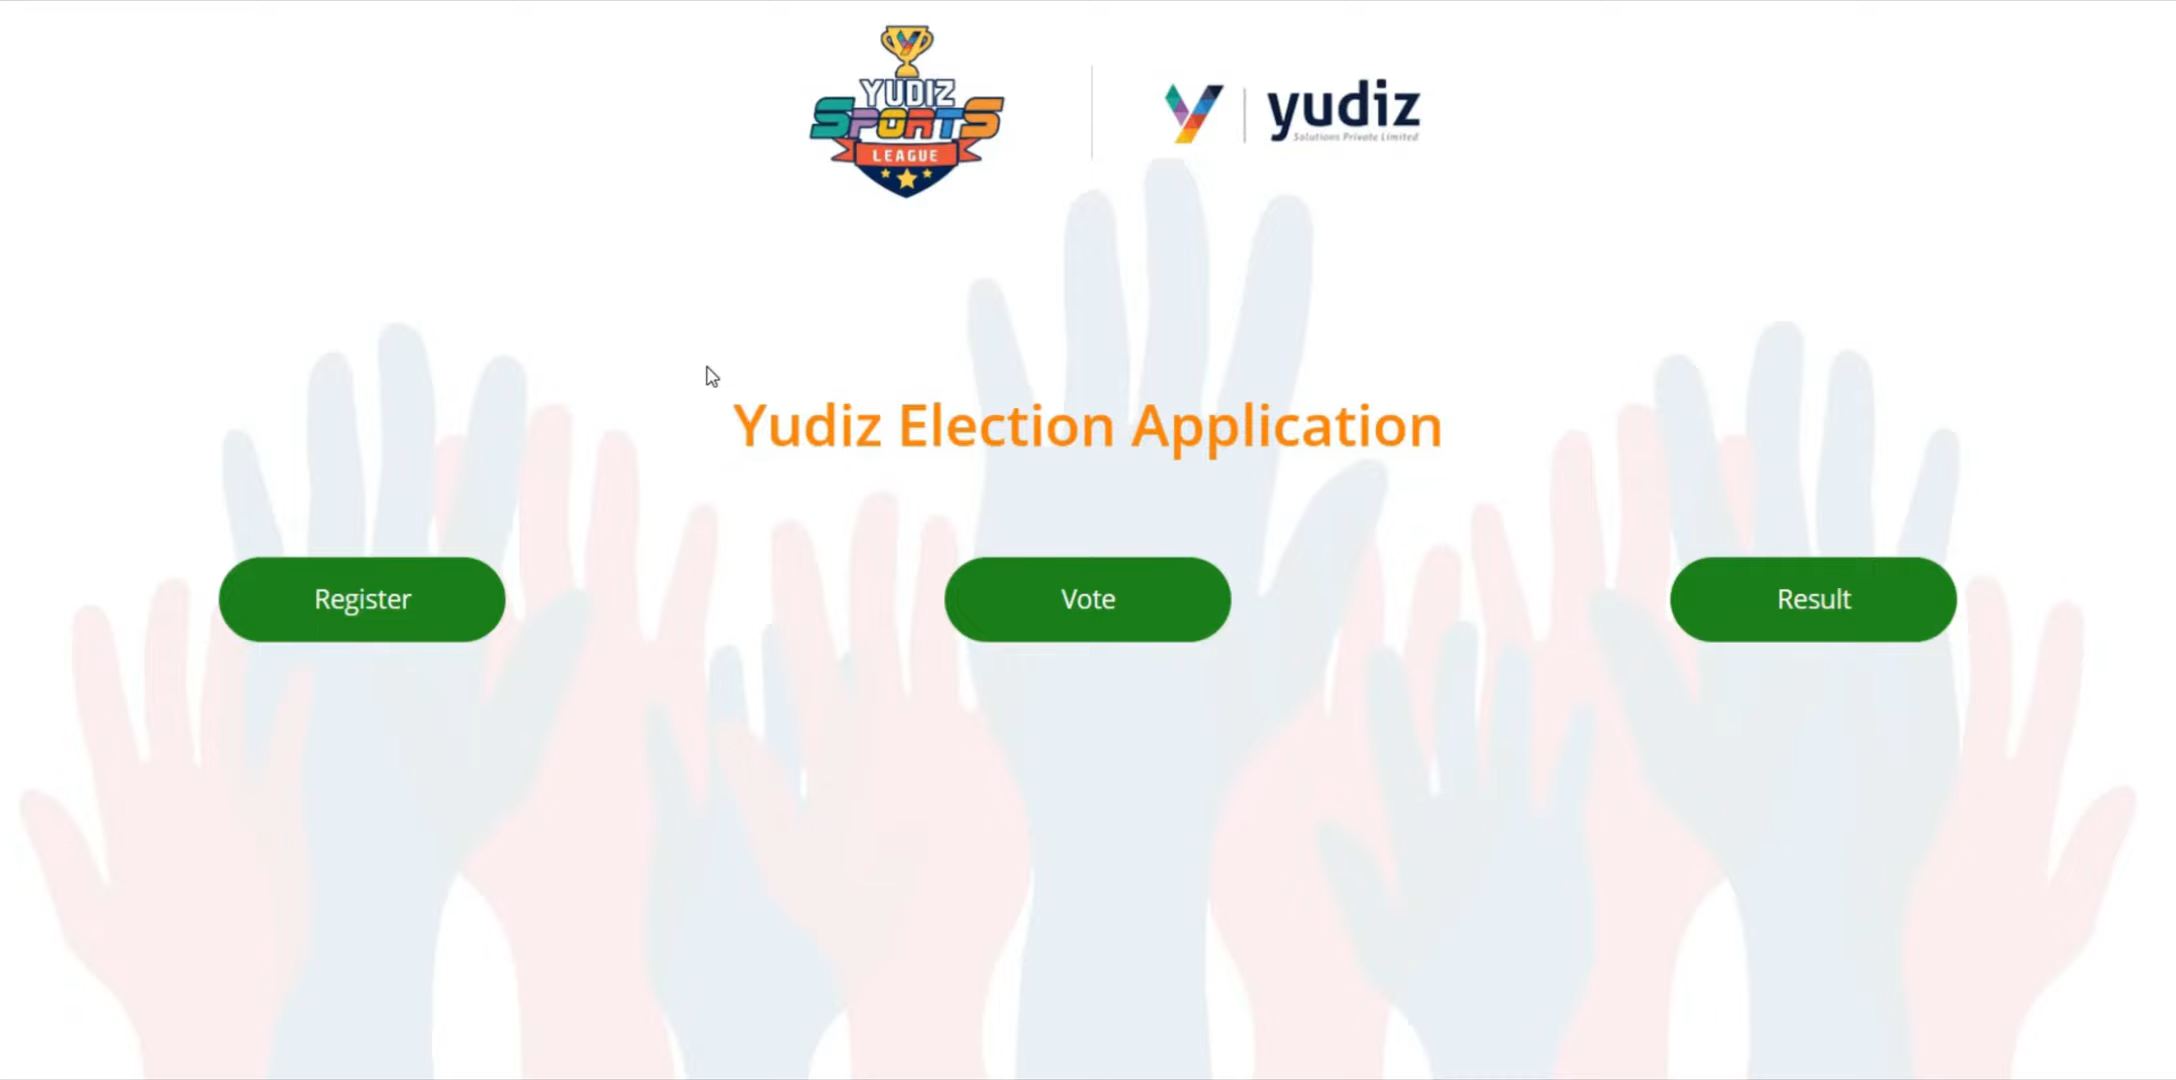 YUDIZ
SPORTS
LEAGUE
yudiz
Solutions Private Limited
Yudiz Election Application
Register
Vote
Result